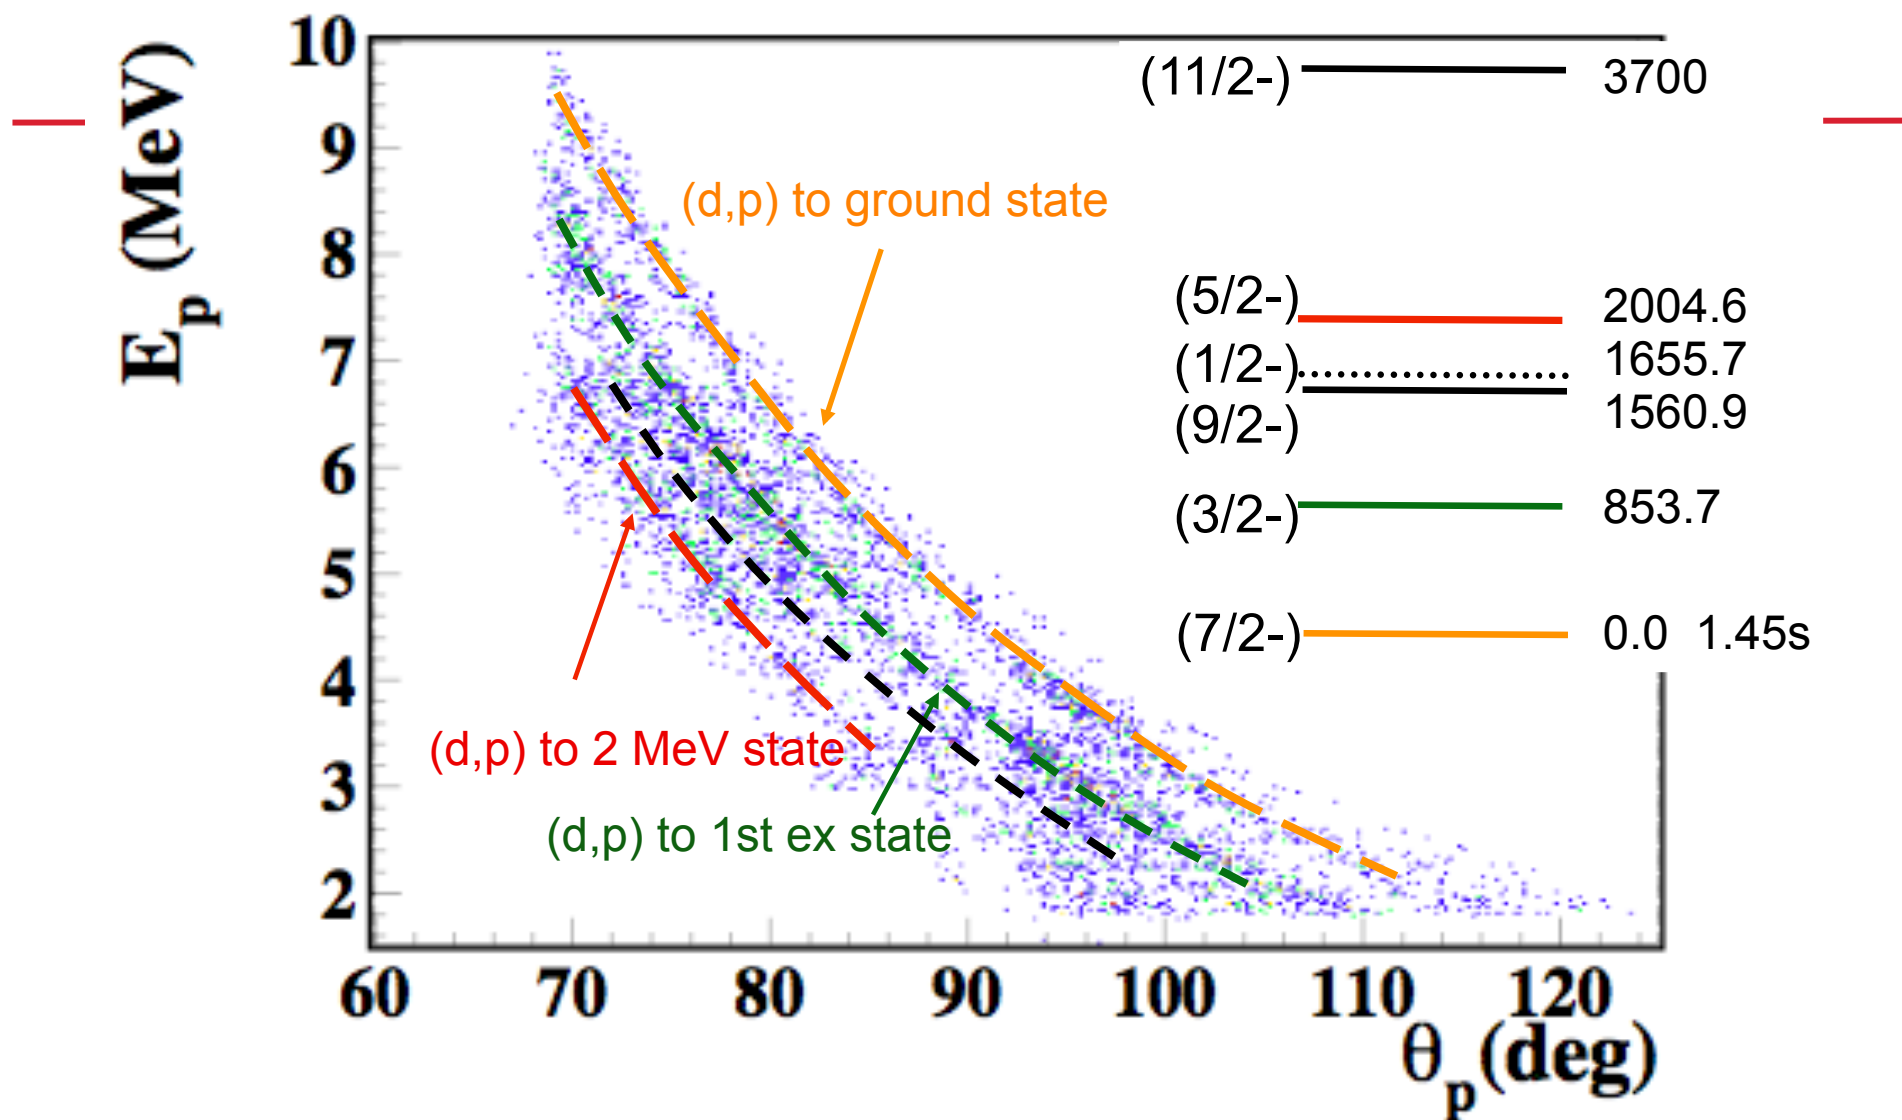 10
9
8
7
6
5
4
3
2
E_p (MeV)
60 70 80 90 100 110 120
θ_p(deg)
(d,p) to ground state
(d,p) to 2 MeV state
(d,p) to 1st ex state
(11/2-) 3700
(5/2-) 2004.6
(1/2-) 1655.7
(9/2-) 1560.9
(3/2-) 853.7
(7/2-) 0.0 1.45s